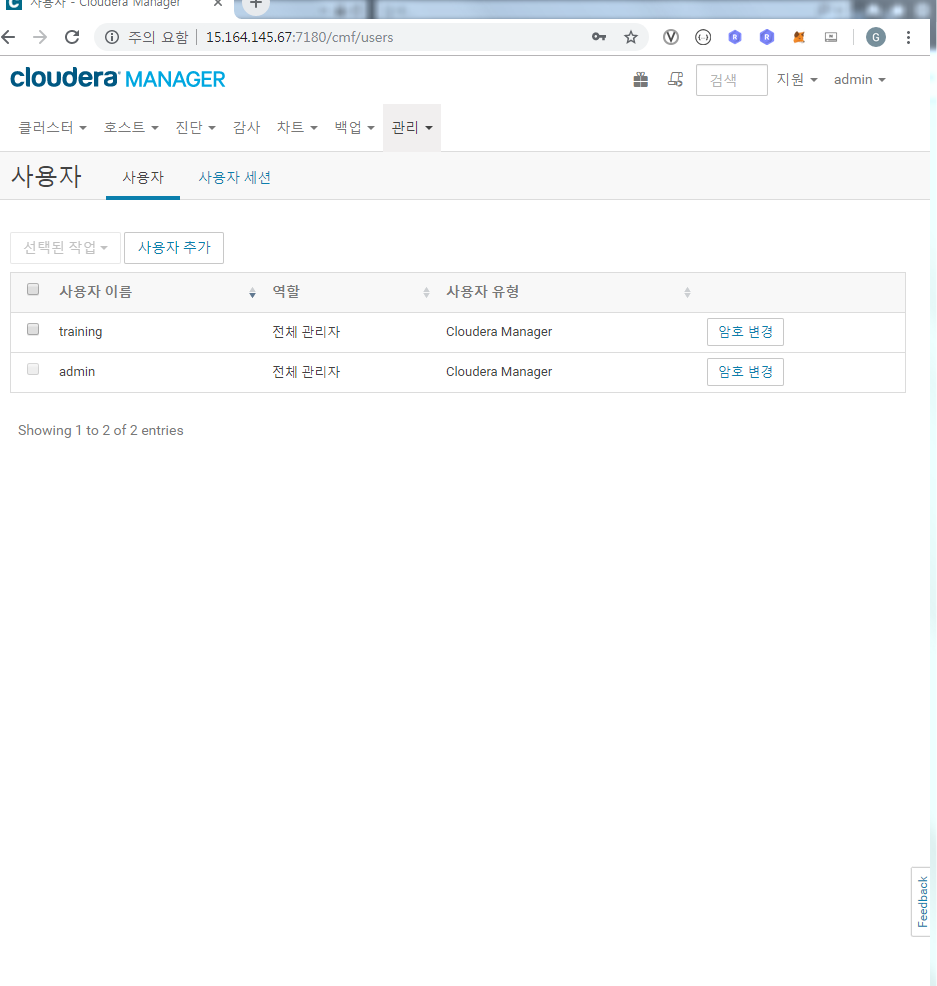 사용자 - Cloudera Manager
주의 요함 | 15.164.145.67:7180/cmf/users
G
cloudera MANAGER
검색
지원
admin
클러스터 호스트 진단 감사 차트 백업 관리
사용자 사용자 사용자 세션
선택된 작업 사용자 추가
사용자 이름 역할 사용자 유형
training 전체 관리자 Cloudera Manager 암호 변경
admin 전체 관리자 Cloudera Manager 암호 변경
Showing 1 to 2 of 2 entries
Feedback